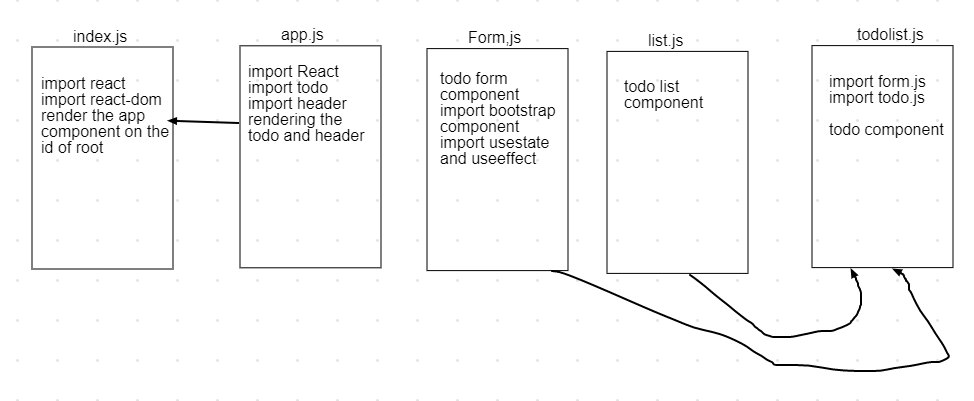 index.js
import react
import react-dom
render the app
component on the
id of root
app.js
import React
import todo
import header
rendering the
todo and header
Form,js
todo form
component
import bootstrap
component
import usestate
and useeffect
list.js
todo list
component
todolist.js
import form.js
import todo.js
todo component